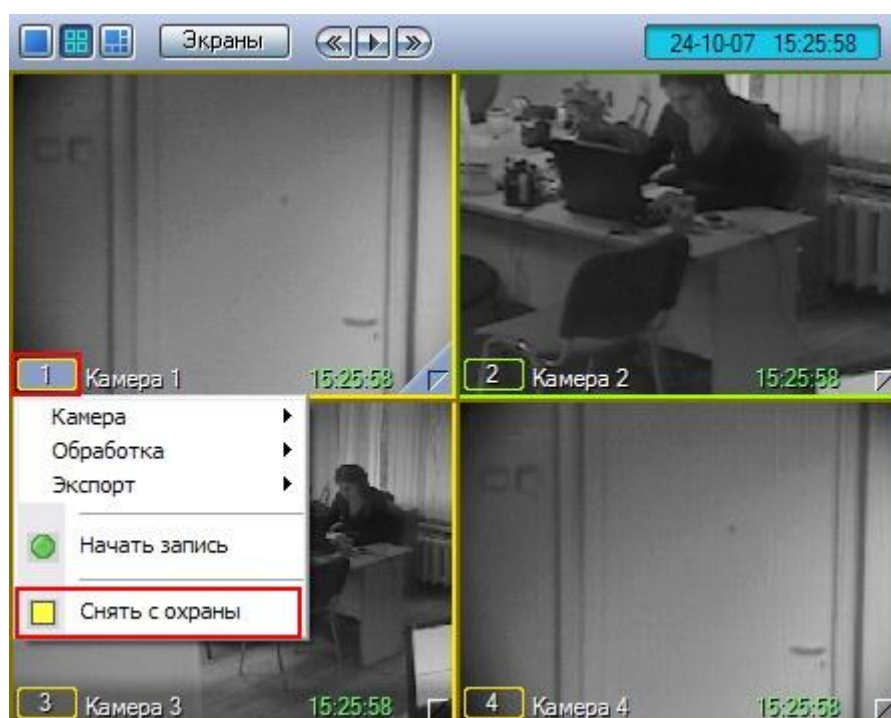 Экраны 24-10-07 15:25:58
1 Камера 1 15:25:58
2 Камера 2 15:25:58
Камера
Обработка
Экспорт
Начать запись
Снять с охраны
3 Камера 3 15:25:58
4 Камера 4 15:25:58